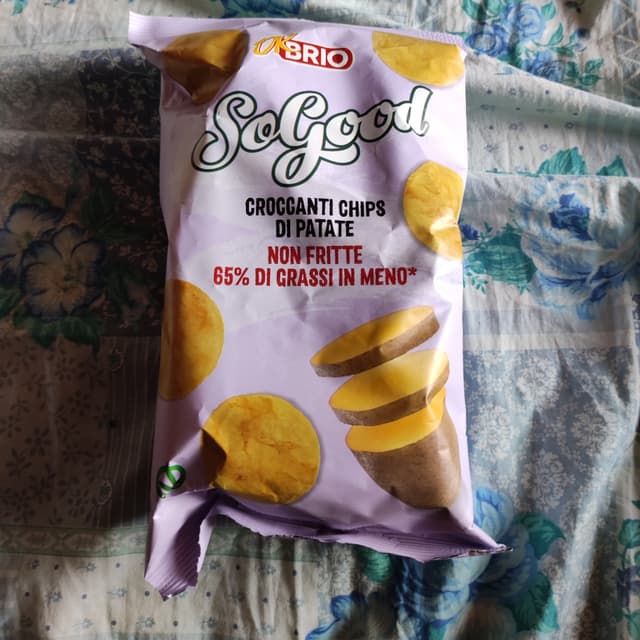 OK BRIO
SoGood
CROCCANTI CHIPS
DI PATATE
NON FRITTE
65% DI GRASSI IN MENO*